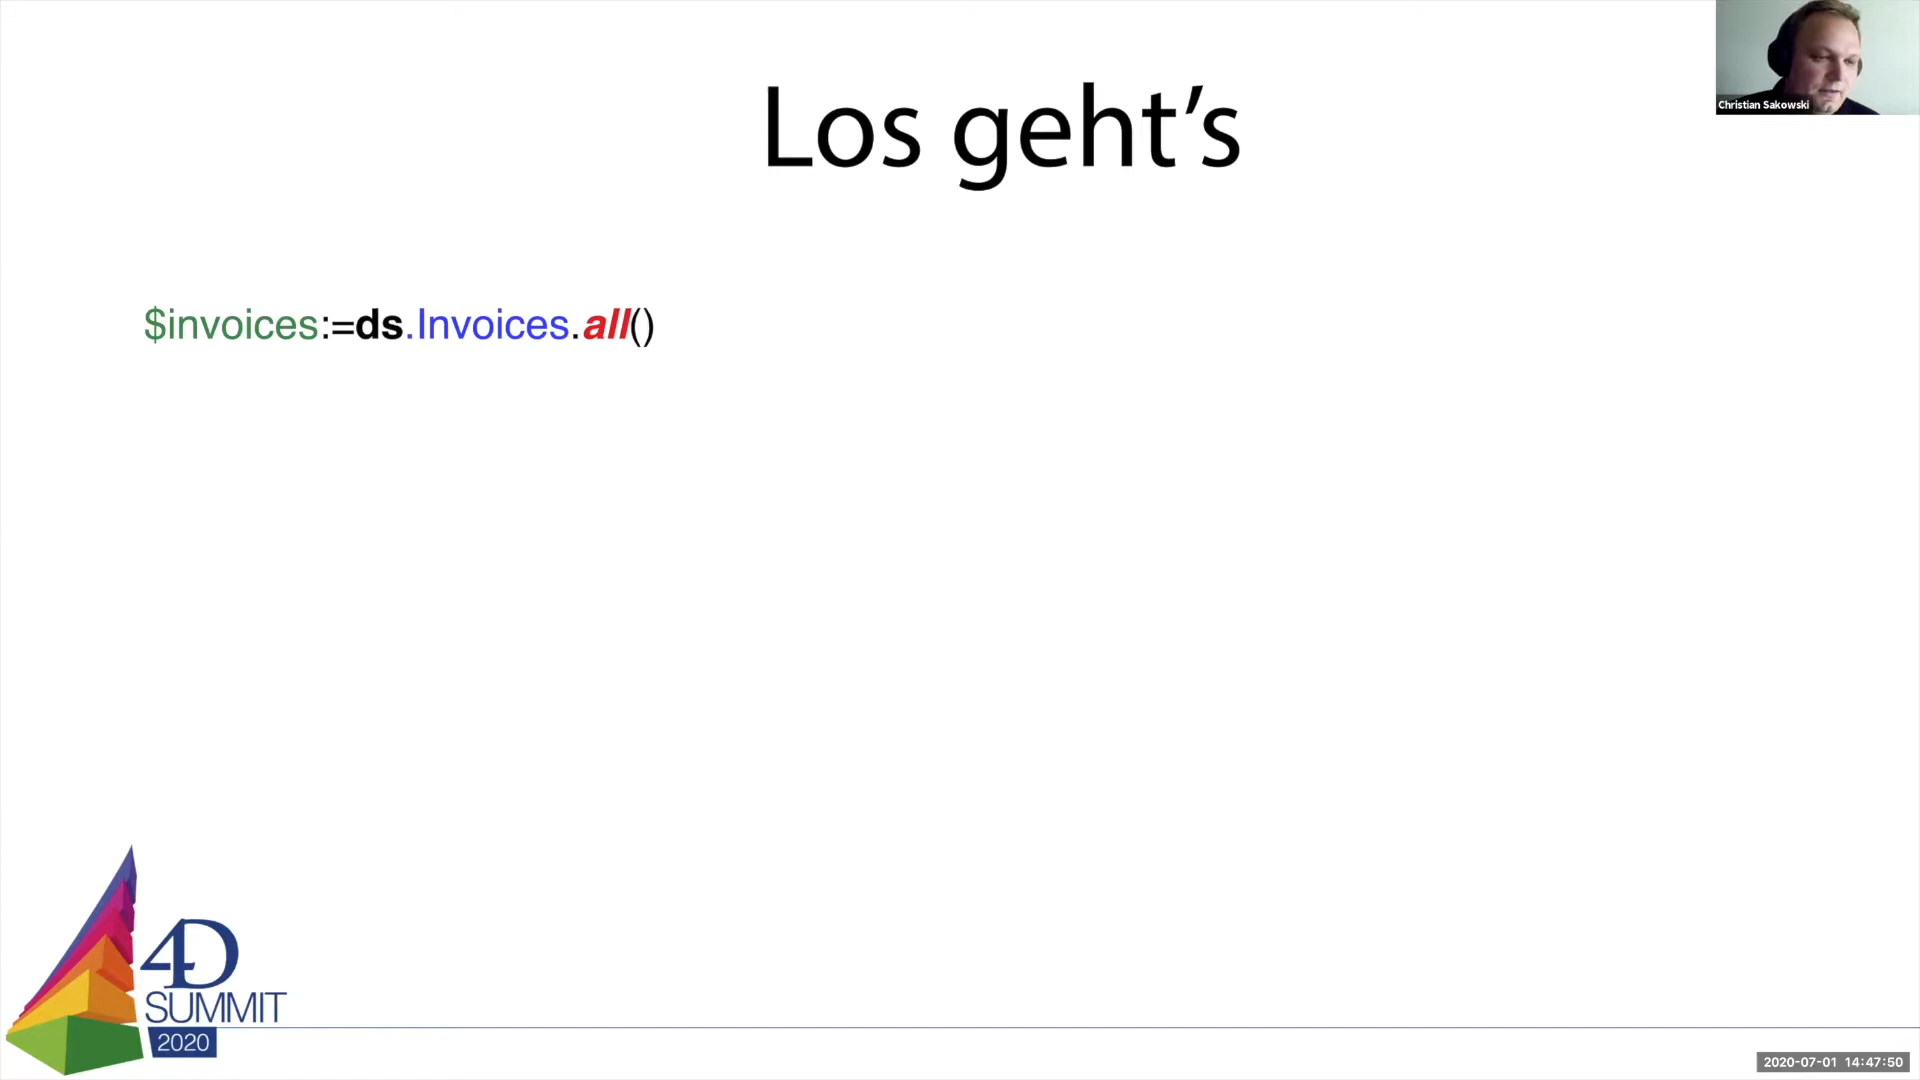 Los geht’s
Christian Sakowski
$invoices:=ds.Invoices.all()
4D
SUMMIT
2020
2020-07-01 14:47:50